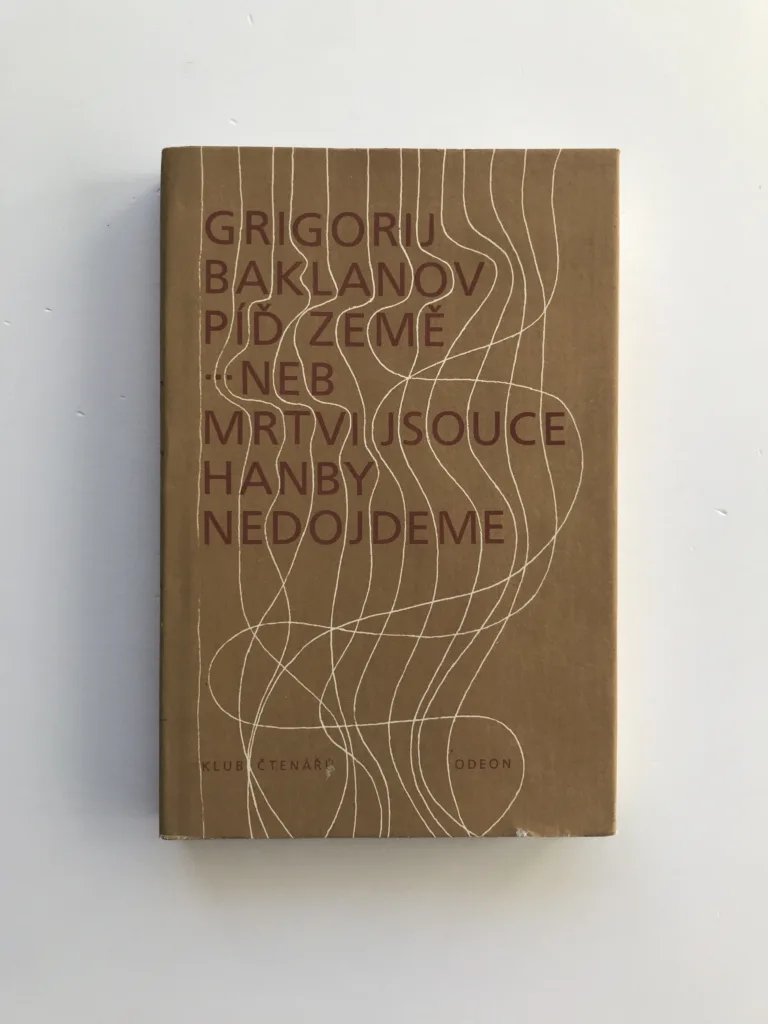 GRIGORIJ
BAKLANOV
PÍĎ ZEMĚ
...NEB
MRTVI JSOUCE
HANBY
NEDOJDEME
KLUB ČTENÁŘŮ ODEON